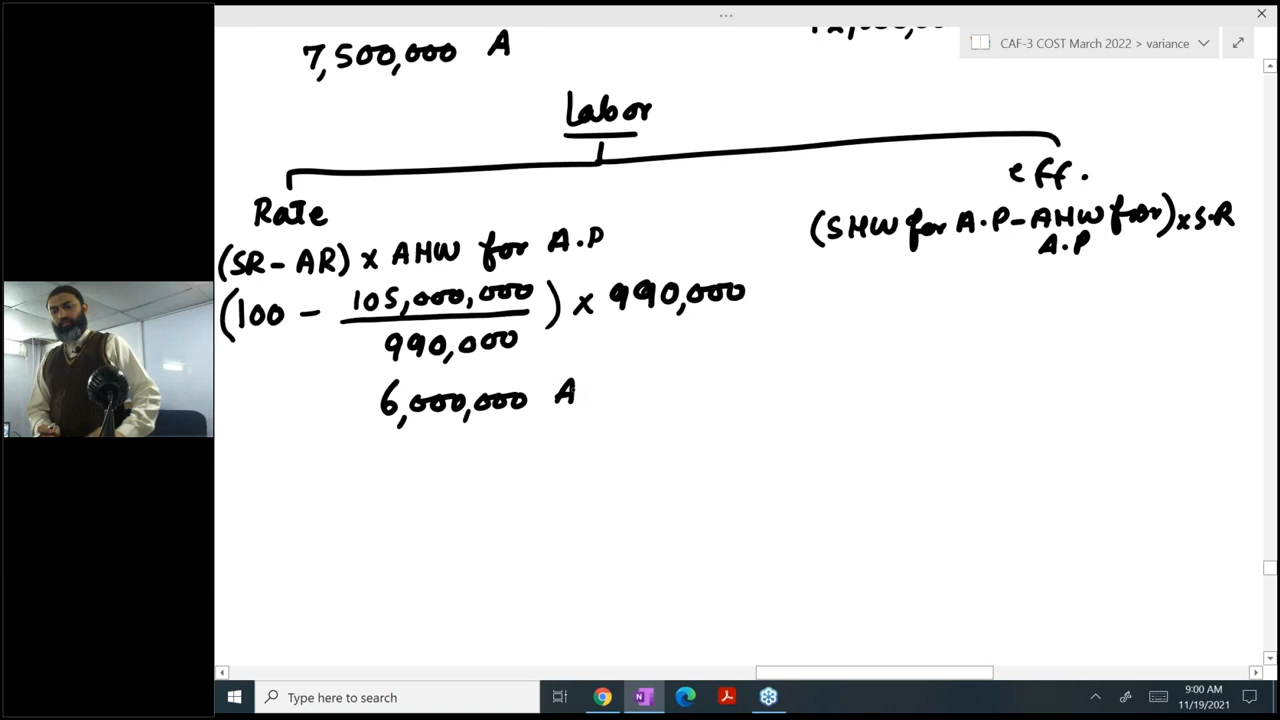 7,500,000 A
CAF-3 COST March 2022 > variance
Labor
Rate
eff.
(SR - AR) x AHW for A.P
(SHW for A.P - AHW for) x S.R
A.P
(100 - 105,000,000 / 990,000) x 990,000
6,000,000 A
Type here to search
9:00 AM
11/19/2021